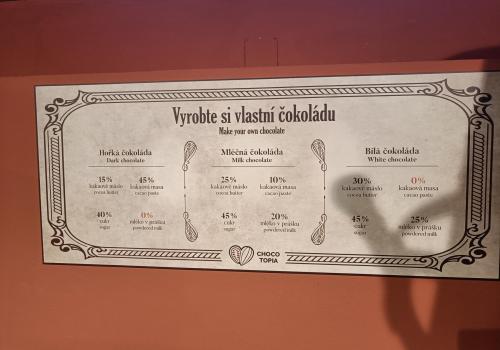 Vyrobte si vlastní čokoládu
Make your own chocolate
Hořká čokoláda
Dark chocolate
15% 45%
kakaové máslo kakaová masa
cocoa butter cacao paste
40% 0%
cukr mléko v prášku
sugar powdered milk
Mléčná čokoláda
Milk chocolate
25% 10%
kakaové máslo kakaová masa
cocoa butter cacao paste
45% 20%
cukr mléko v prášku
sugar powdered milk
Bílá čokoláda
White chocolate
30% 0%
kakaové máslo kakaová masa
cocoa butter cacao paste
45% 25%
cukr mléko v prášku
sugar powdered milk
CHOCO
TOPIA